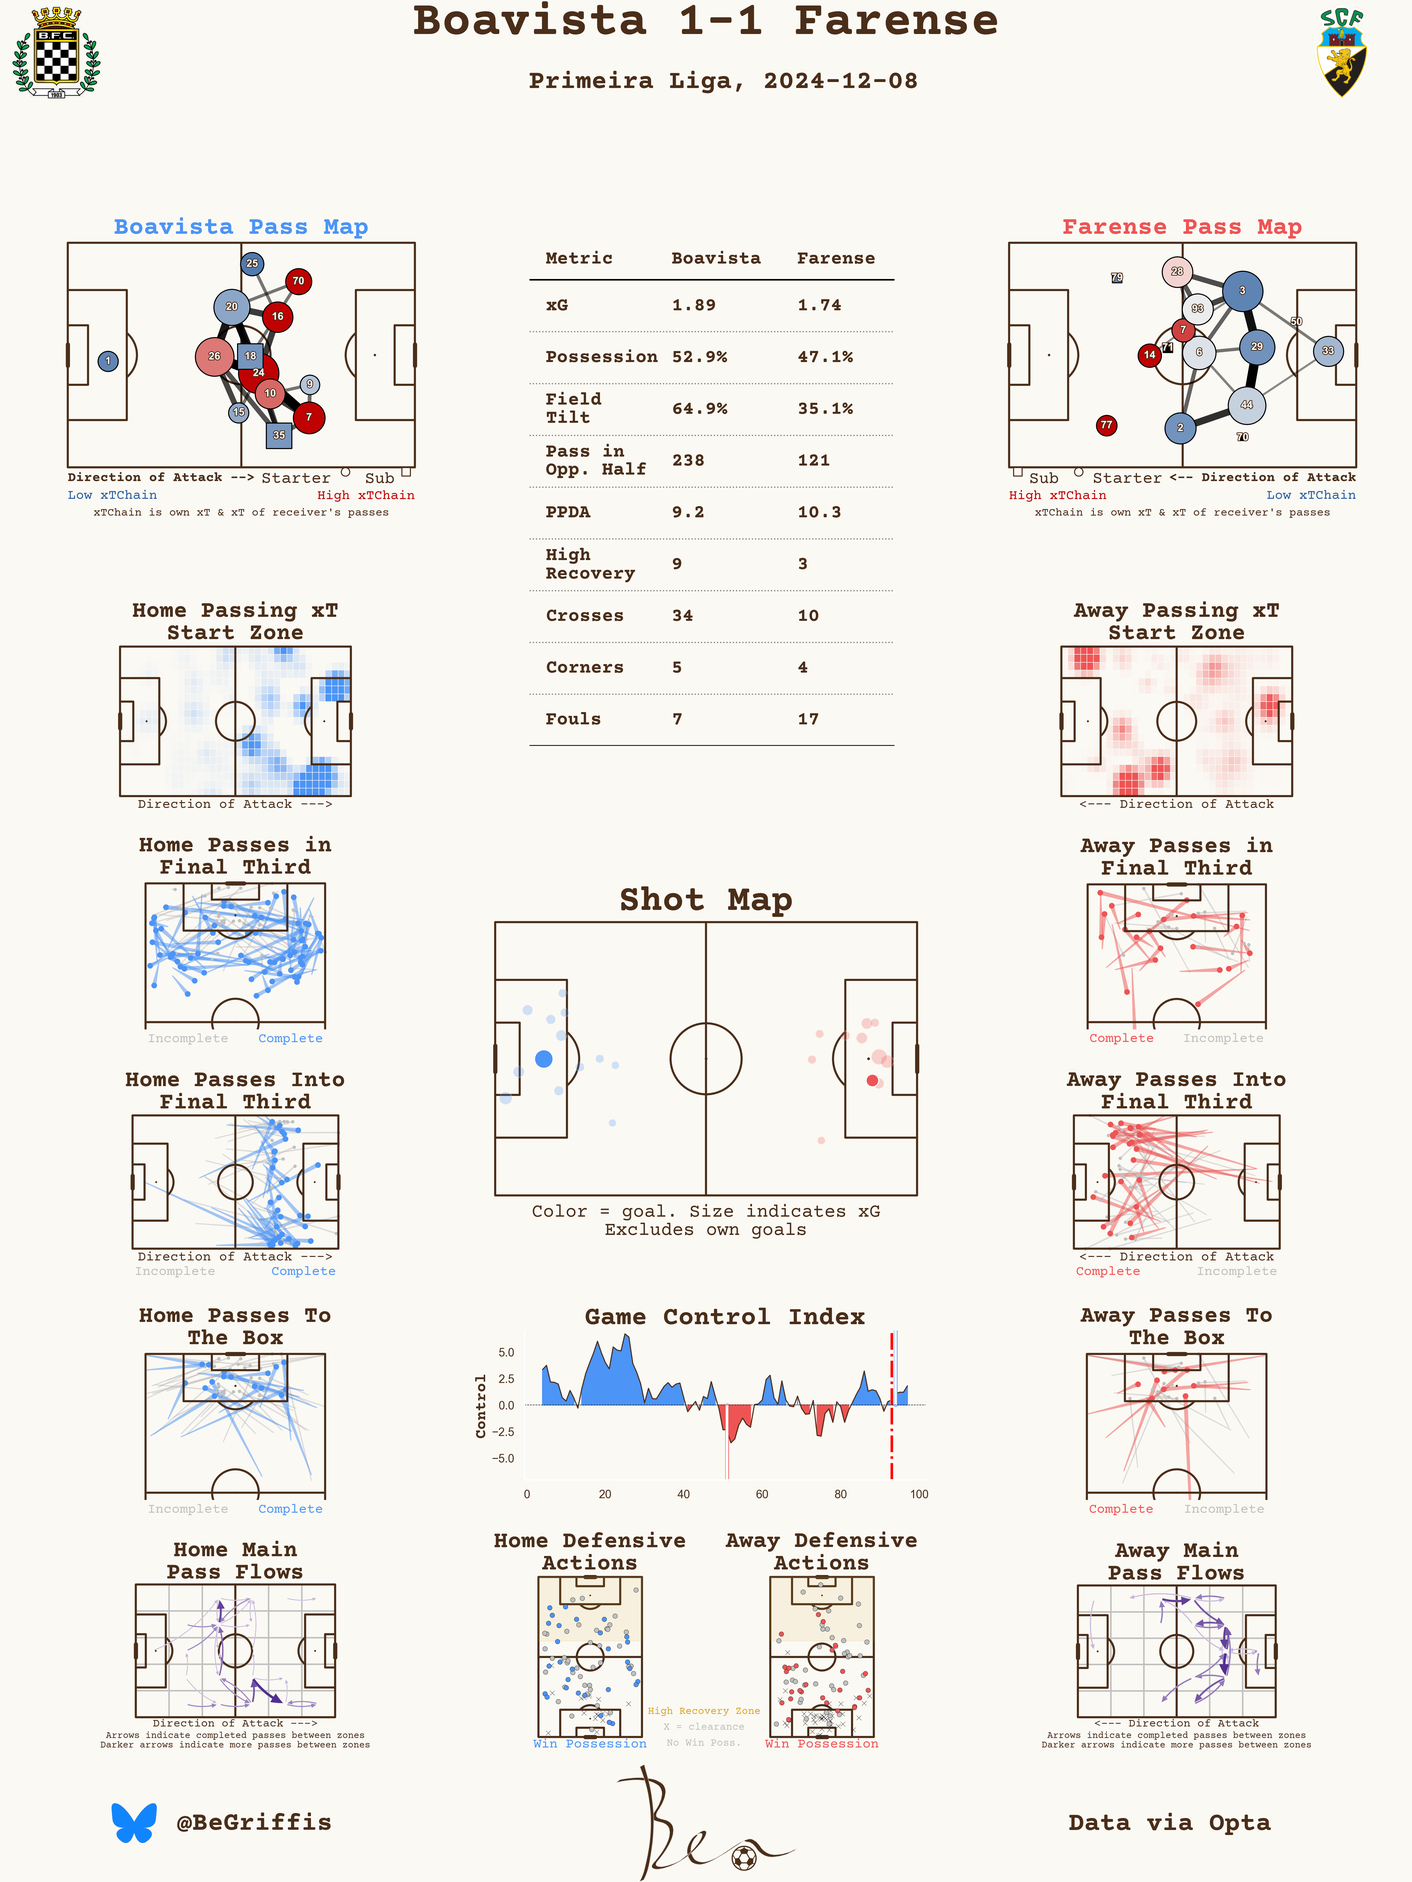 Boavista 1-1 Farense
Primeira Liga, 2024-12-08
B.F.C.
1903
SCF
Boavista Pass Map
25
70
20
16
1
26
18
24
10
9
15
7
35
Direction of Attack --> Starter Sub
Low xTChain High xTChain
xTChain is own xT & xT of receiver's passes
Metric Boavista Farense
xG 1.89 1.74
Possession 52.9% 47.1%
Field
Tilt 64.9% 35.1%
Pass in
Opp. Half 238 121
PPDA 9.2 10.3
High
Recovery 9 3
Crosses 34 10
Corners 5 4
Fouls 7 17
Farense Pass Map
79
28
3
93
50
7
71
14
6
29
33
44
77
2
70
Sub Starter <-- Direction of Attack
High xTChain Low xTChain
xTChain is own xT & xT of receiver's passes
Home Passing xT
Start Zone
Direction of Attack --->
Away Passing xT
Start Zone
<--- Direction of Attack
Home Passes in
Final Third
Incomplete Complete
Away Passes in
Final Third
Complete Incomplete
Shot Map
Color = goal. Size indicates xG
Excludes own goals
Home Passes Into
Final Third
Direction of Attack --->
Incomplete Complete
Away Passes Into
Final Third
<--- Direction of Attack
Complete Incomplete
Home Passes To
The Box
Incomplete Complete
Game Control Index
Control
5.0
2.5
0.0
−2.5
−5.0
0 20 40 60 80 100
Away Passes To
The Box
Complete Incomplete
Home Main
Pass Flows
Direction of Attack --->
Arrows indicate completed passes between zones
Darker arrows indicate more passes between zones
Home Defensive
Actions
Win Possession
Away Defensive
Actions
Win Possession
High Recovery Zone
X = clearance
No Win Poss.
Away Main
Pass Flows
<--- Direction of Attack
Arrows indicate completed passes between zones
Darker arrows indicate more passes between zones
@BeGriffis
Ben
Data via Opta